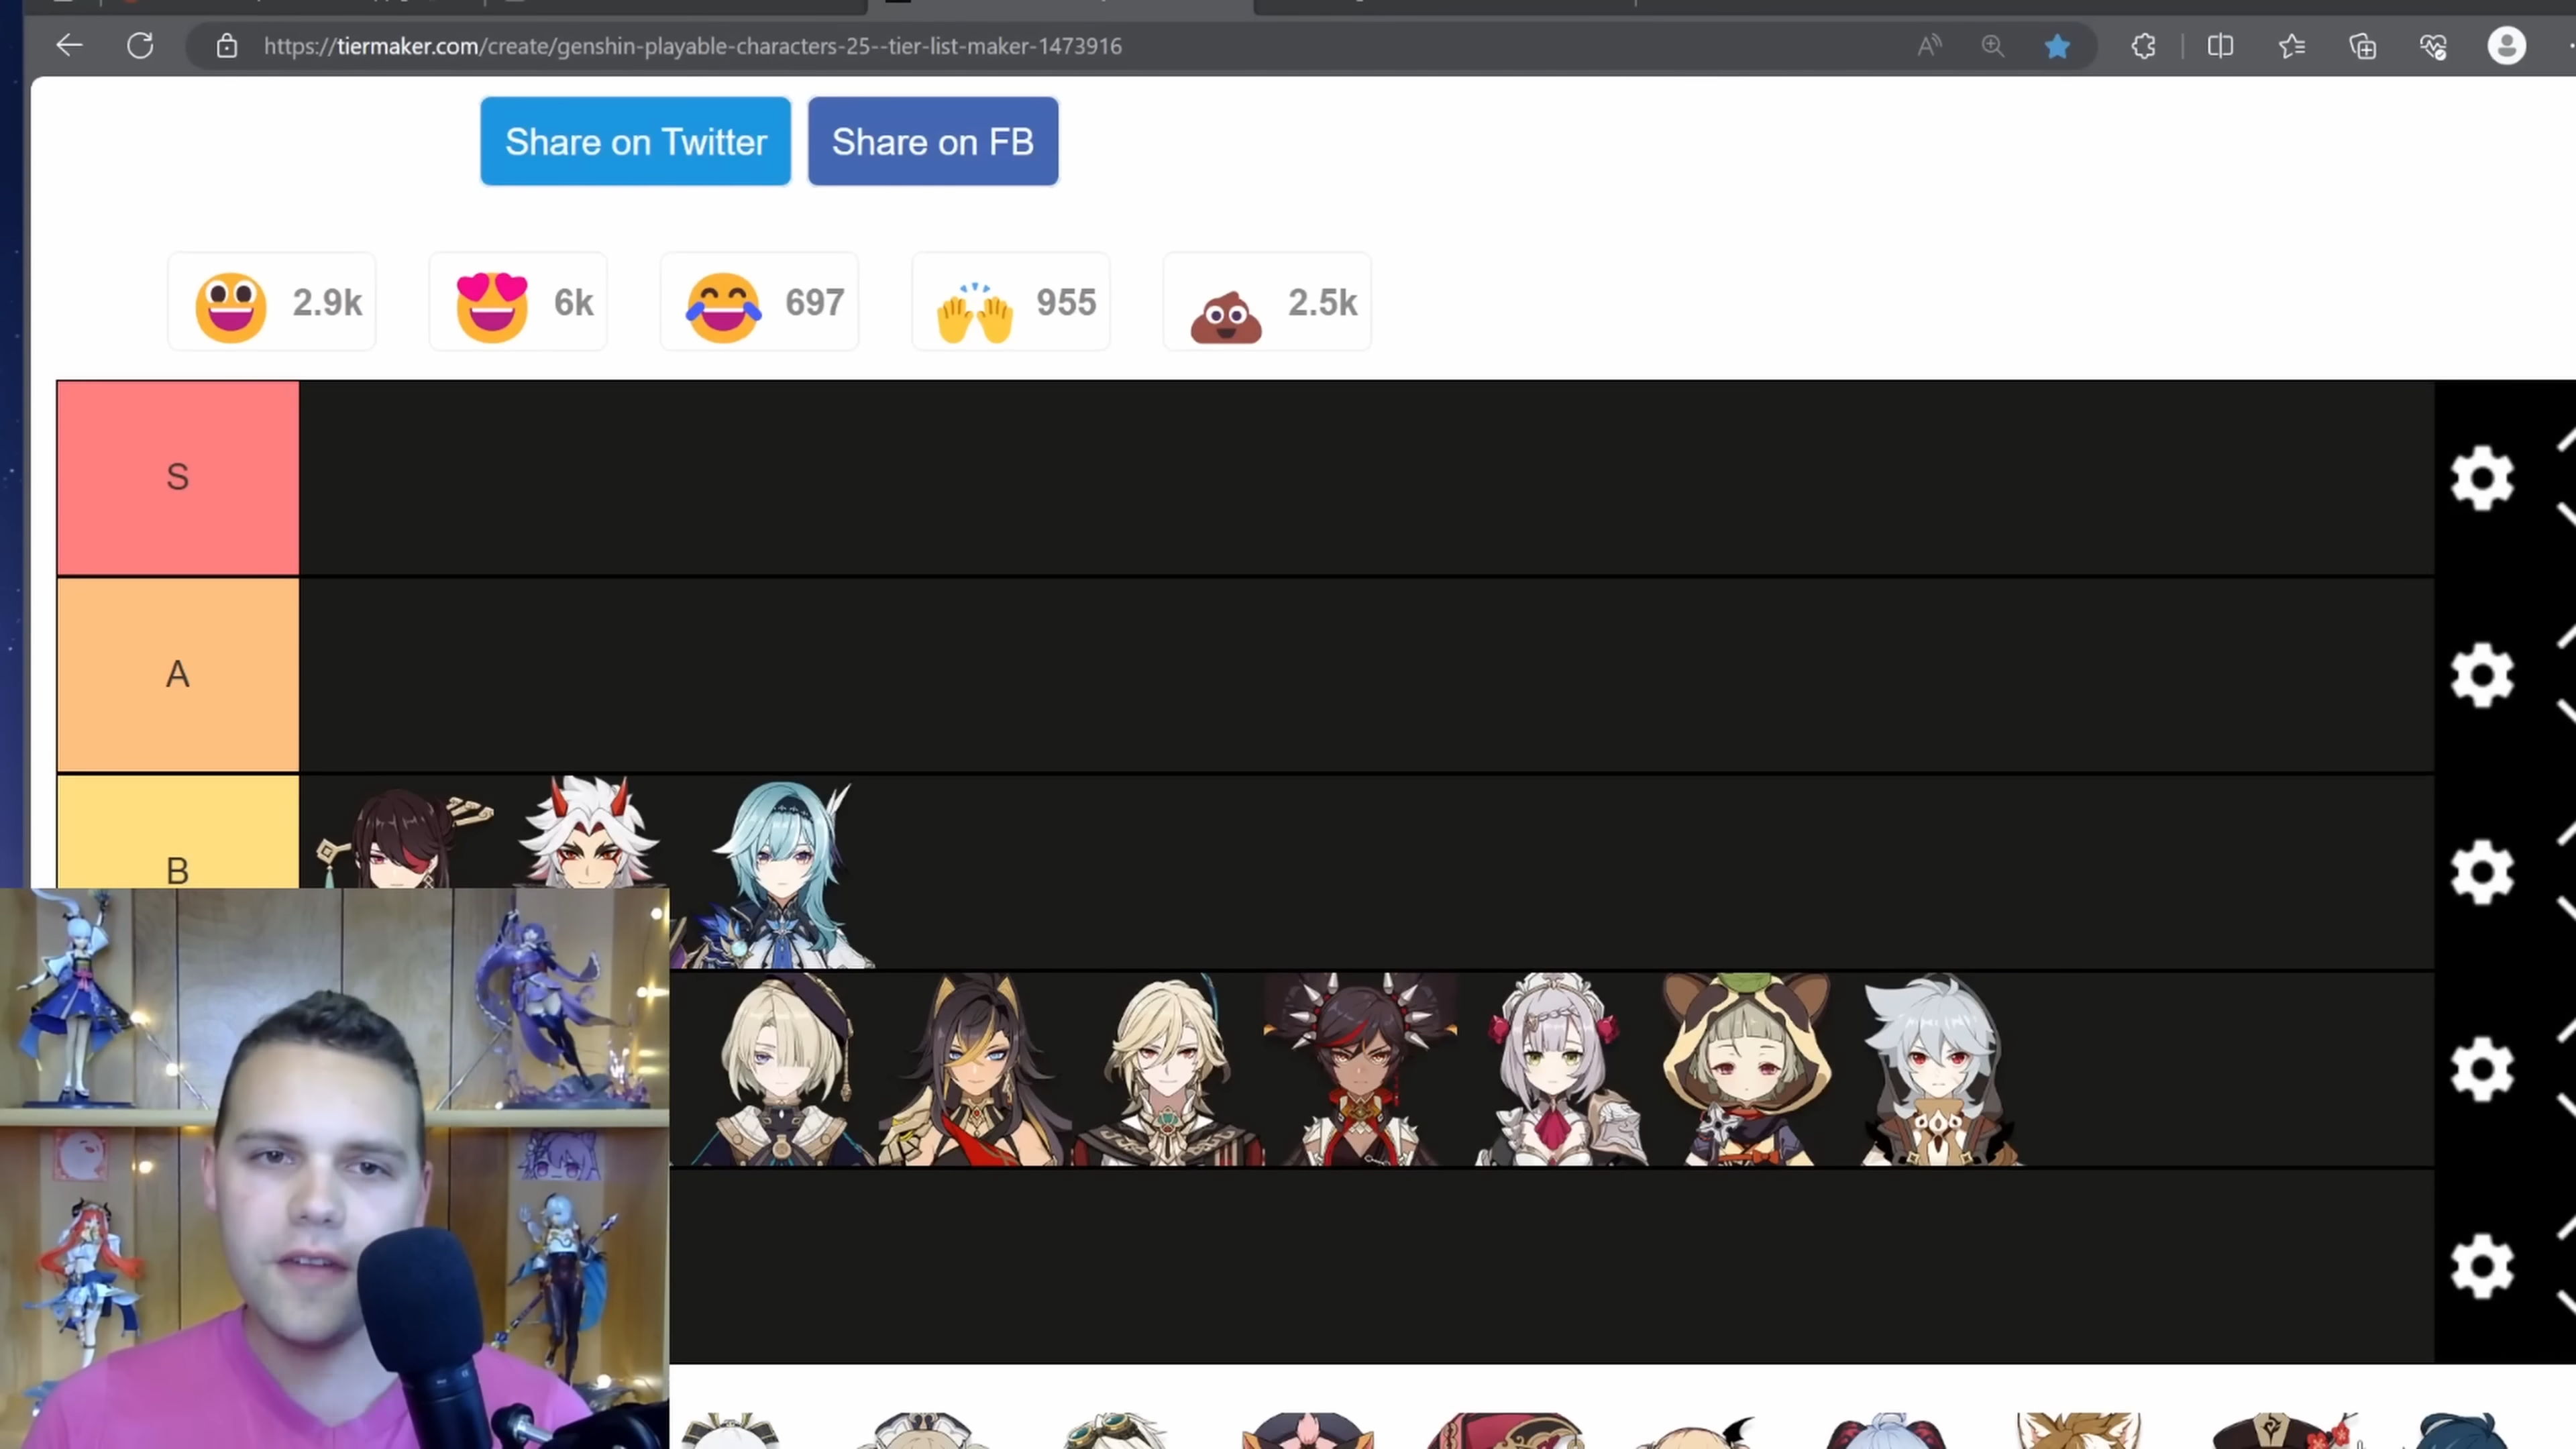 https://tiermaker.com/create/genshin-playable-characters-25--tier-list-maker-1473916
Share on Twitter
Share on FB
2.9k
6k
697
955
2.5k
S
A
B